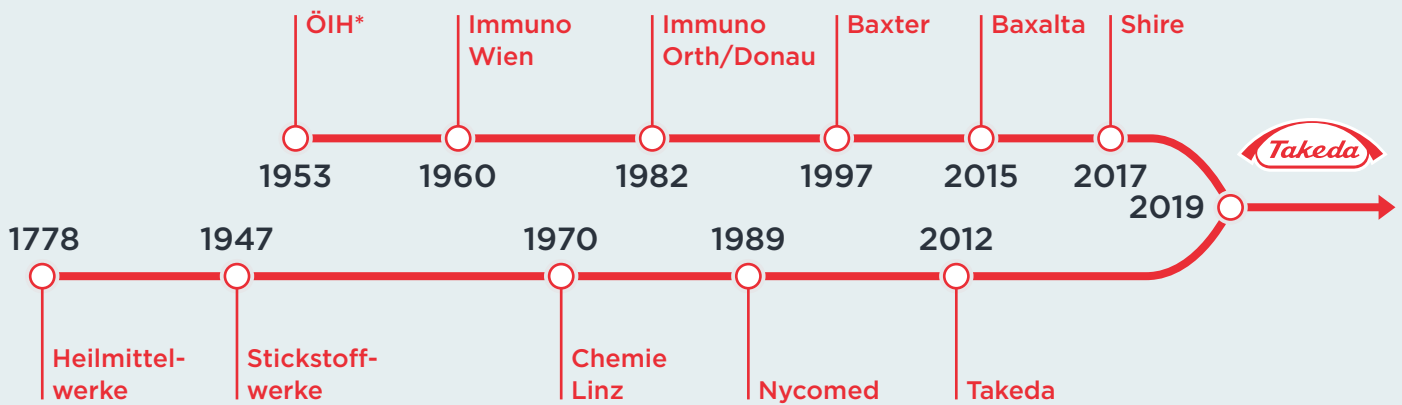 ÖIH*
Immuno
Wien
Immuno
Orth/Donau
Baxter
Baxalta
Shire
1953
1960
1982
1997
2015
2017
Takeda
2019
1778
1947
1970
1989
2012
Heilmittel-
werke
Stickstoff-
werke
Chemie
Linz
Nycomed
Takeda